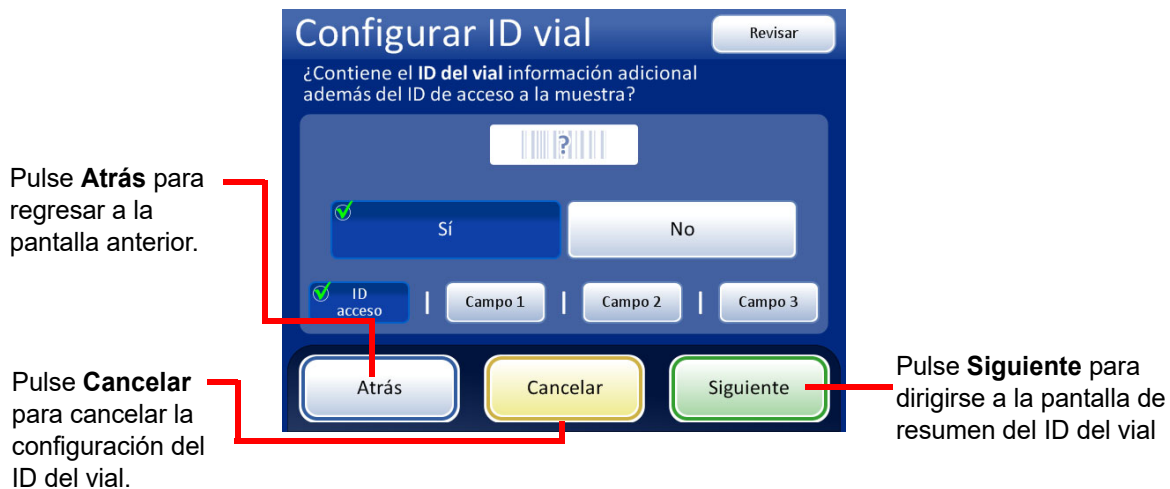 Configurar ID vial
Revisar
¿Contiene el ID del vial información adicional
además del ID de acceso a la muestra?
?
Sí
No
ID
acceso
|
Campo 1
|
Campo 2
|
Campo 3
Atrás
Cancelar
Siguiente
Pulse Atrás para
regresar a la
pantalla anterior.
Pulse Cancelar
para cancelar la
configuración del
ID del vial.
Pulse Siguiente para
dirigirse a la pantalla de
resumen del ID del vial